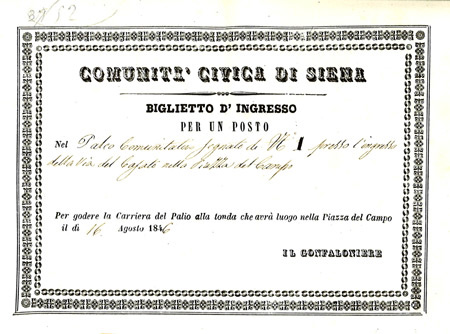 COMUNITA' CIVICA DI SIENA
BIGLIETTO D' INGRESSO
PER UN POSTO
Nel Palco Comunitativo segnato di N° 1 presso l'ingresso
della Via del Casato nella Piazza del Campo
Per godere la Carriera del Palio alla tonda che avrà luogo nella Piazza del Campo
il dì 16 Agosto 1846
IL GONFALONIERE